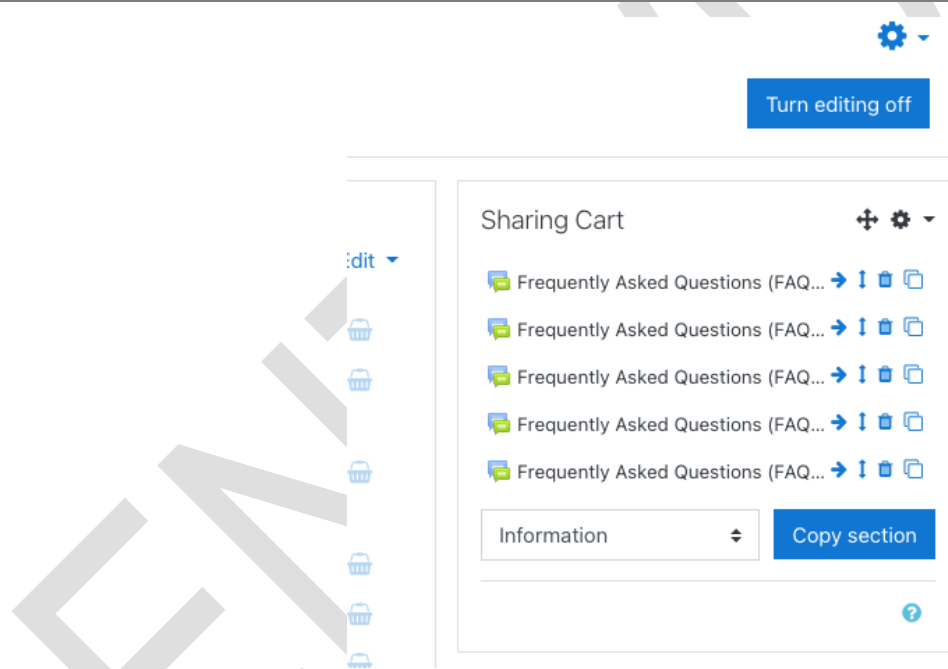 Turn editing off
Sharing Cart
Edit
Frequently Asked Questions (FAQ...
Frequently Asked Questions (FAQ...
Frequently Asked Questions (FAQ...
Frequently Asked Questions (FAQ...
Frequently Asked Questions (FAQ...
Information
Copy section